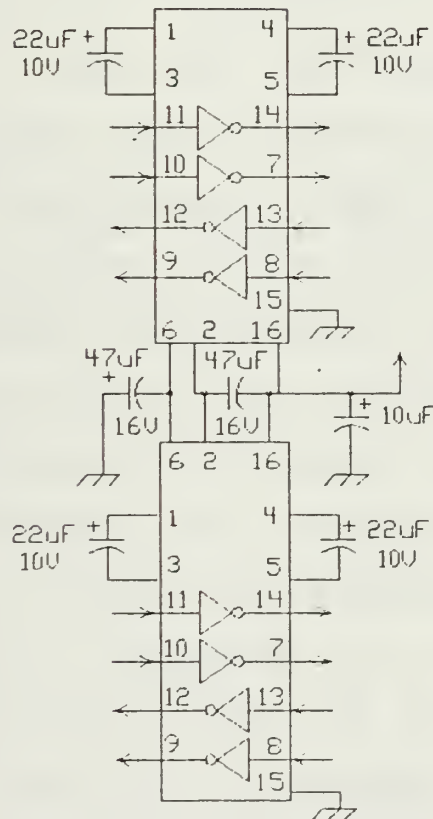 22uF + 1 4 + 22uF
10V 10V
3 5
11 14
10 7
12 13
9 8
15
6 2 16
47uF 47uF
+ + + 10uF
16V 16V
6 2 16
22uF + 1 4 + 22uF
10V 10V
3 5
11 14
10 7
12 13
9 8
15